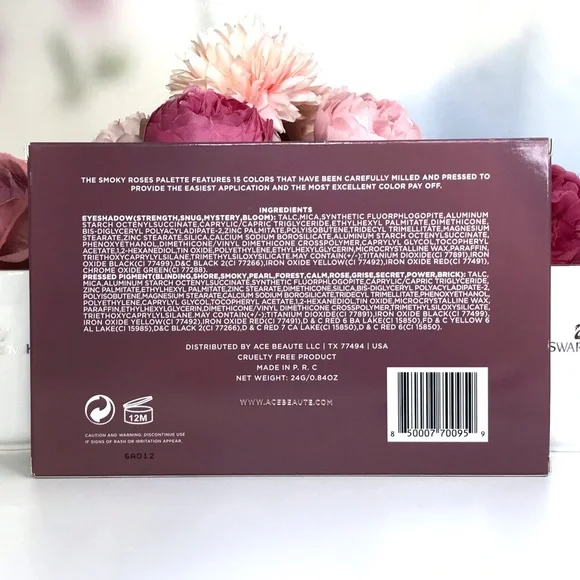 THE SMOKY ROSES PALETTE FEATURES 15 COLORS THAT HAVE BEEN CAREFULLY MILLED AND PRESSED TO
PROVIDE THE EASIEST APPLICATION AND THE MOST EXCELLENT COLOR PAY OFF.
INGREDIENTS
EYESHADOW(STRENGTH,SNUG,MYSTERY,BLOOM): TALC,MICA,SYNTHETIC FLUORPHLOGOPITE,ALUMINUM
STARCH OCTENYLSUCCINATE,CAPRYLIC/CAPRIC TRIGLYCERIDE,ETHYLHEXYL PALMITATE,DIMETHICONE,
BIS-DIGLYCERYL POLYACYLADIPATE-2,ZINC PALMITATE,POLYISOBUTENE,TRIDECYL TRIMELLITATE,MAGNESIUM
STEARATE,ZINC STEARATE,SILICA,CALCIUM SODIUM BOROSILICATE,ALUMINUM STARCH OCTENYLSUCCINATE,
PHENOXYETHANOL,DIMETHICONE/VINYL DIMETHICONE CROSSPOLYMER,CAPRYLYL GLYCOL,TOCOPHERYL
ACETATE,1,2-HEXANEDIOL,TIN OXIDE, POLYETHYLENE,ETHYLHEXYLGLYCERIN,MICROCRYSTALLINE WAX,PARAFFIN,
TRIETHOXYCAPRYLYLSILANE,TRIMETHYLSILOXYSILICATE,MAY CONTAIN(+/-):TITANIUM DIOXIDE(CI 77891),IRON
OXIDE BLACK(CI 77499), D&C BLACK 2(CI 77266),IRON OXIDE YELLOW(CI 77492),IRON OXIDE RED(CI 77491),
CHROME OXIDE GREEN(CI 77288).
PRESSED PIGMENT(BLINDING,SHORE,SMOKY,PEARL,FOREST,CALM,ROSE,GRISE,SECRET,POWER,BRICK): TALC,
MICA,ALUMINUM STARCH OCTENYLSUCCINATE,SYNTHETIC FLUORPHLOGOPITE,CAPRYLIC/CAPRIC TRIGLYCERIDE,
ZINC PALMITATE,ETHYLHEXYL PALMITATE,ZINC STEARATE,DIMETHICONE,SILICA,BIS-DIGLYCERYL POLYACYLADIPATE-2,
POLYISOBUTENE,MAGNESIUM STEARATE,CALCIUM SODIUM BOROSILICATE,TRIDECYL TRIMELLITATE,PHENOXYETHANOL,
POLYETHYLENE,CAPRYLYL GLYCOL,TOCOPHERYL ACETATE,1,2-HEXANEDIOL,TIN OXIDE,MICROCRYSTALLINE WAX,
PARAFFIN,ETHYLHEXYLGLYCERIN,DIMETHICONE/VINYL DIMETHICONE CROSSPOLYMER,TRIMETHYLSILOXYSILICATE,
TRIETHOXYCAPRYLYLSILANE.MAY CONTAIN(+/-):TITANIUM DIOXIDE(CI 77891),IRON OXIDE BLACK(CI 77499),
IRON OXIDE YELLOW(CI 77492),IRON OXIDE RED(CI 77491),D & C RED 6 BA LAKE(CI 15850),FD & C YELLOW 6
AL LAKE(CI 15985),D&C BLACK 2(CI 77266),D & C RED 7 CA LAKE(CI 15850),D & C RED 6(CI 15850).
DISTRIBUTED BY ACE BEAUTE LLC | TX 77494 | USA
CRUELTY FREE PRODUCT
MADE IN P. R. C
NET WEIGHT: 24G/0.84OZ
WWW.ACEBEAUTE.COM
12M
CAUTION AND WARNING: DISCONTINUE USE
IF SIGNS OF RASH OR IRRITATION APPEAR.
6A012
8 50007 70095 9
SWAR